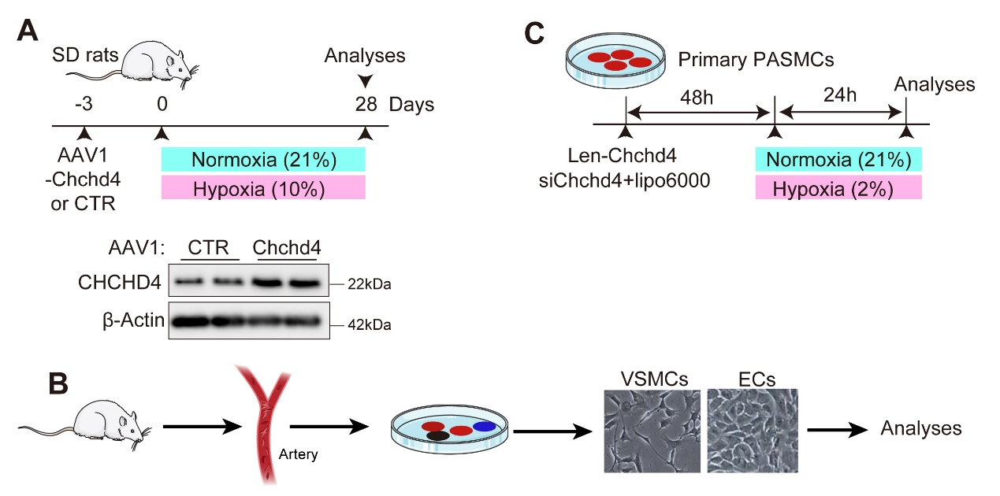 A
SD rats
Analyses
-3
0
28 Days
AAV1
-Chchd4
or CTR
Normoxia (21%)
Hypoxia (10%)
AAV1: CTR Chchd4
CHCHD4
22kDa
β-Actin
42kDa
C
Primary PASMCs
Analyses
48h
24h
Len-Chchd4
siChchd4+lipo6000
Normoxia (21%)
Hypoxia (2%)
B
Artery
VSMCs
ECs
Analyses